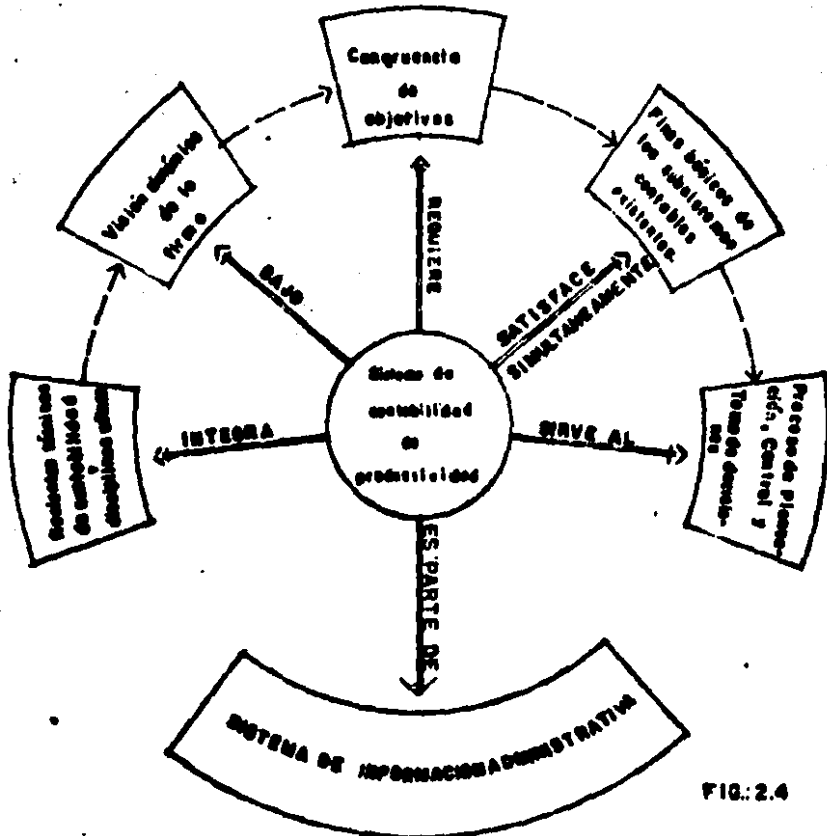 Congruencia
de
objetivos
Visión dinámica
de la
firma
Fines básicos de
los subsistemas
contables
existentes.
REQUIERE
BAJO
SATISFACE
SIMULTANEAMENTE
Sistema de
contabilidad
de
productividad
INTEGRA
SIRVE AL
Proceso de Planea-
ción, Control y
Toma de decisio-
nes
ES PARTE DE
SISTEMA DE INFORMACION ADMINISTRATIVA
FIG.: 2.4